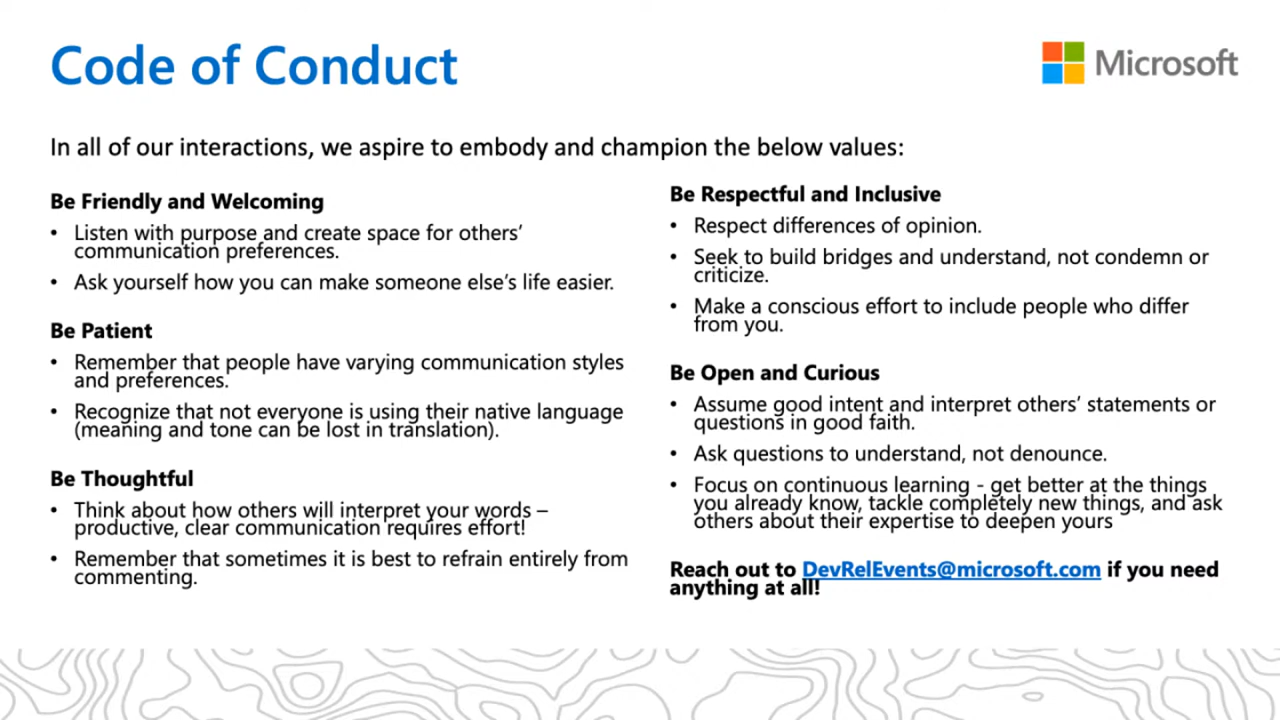 Code of Conduct
Microsoft
In all of our interactions, we aspire to embody and champion the below values:
Be Friendly and Welcoming
• Listen with purpose and create space for others’
communication preferences.
• Ask yourself how you can make someone else’s life easier.
Be Patient
• Remember that people have varying communication styles
and preferences.
• Recognize that not everyone is using their native language
(meaning and tone can be lost in translation).
Be Thoughtful
• Think about how others will interpret your words –
productive, clear communication requires effort!
• Remember that sometimes it is best to refrain entirely from
commenting.
Be Respectful and Inclusive
• Respect differences of opinion.
• Seek to build bridges and understand, not condemn or
criticize.
• Make a conscious effort to include people who differ
from you.
Be Open and Curious
• Assume good intent and interpret others’ statements or
questions in good faith.
• Ask questions to understand, not denounce.
• Focus on continuous learning - get better at the things
you already know, tackle completely new things, and ask
others about their expertise to deepen yours
Reach out to DevRelEvents@microsoft.com if you need
anything at all!